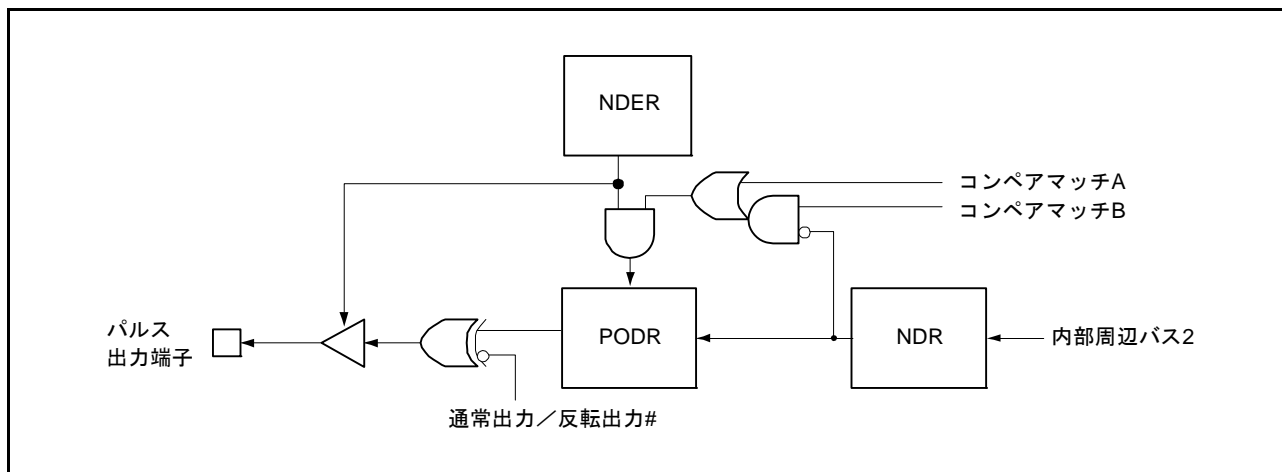 NDER
コンペアマッチA
コンペアマッチB
パルス
出力端子
PODR
NDR
内部周辺バス2
通常出力／反転出力#